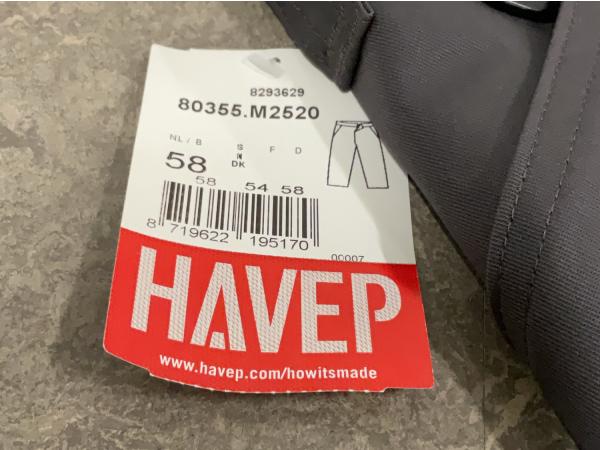 8293629
80355.M2520
NL / B S F D
N
DK
58 58 54 58
8 719622 195170
00007
HAVEP
www.havep.com/howitsmade